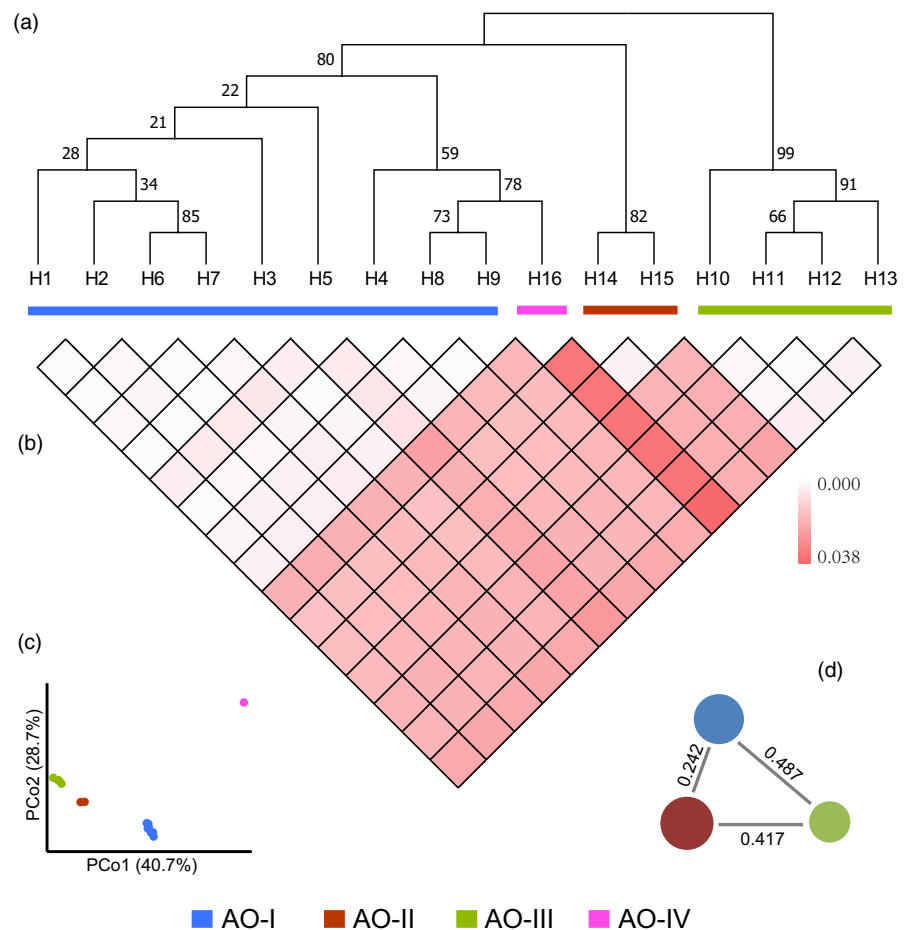 (a)
80
22
21
28
59
99
34
78
91
85
73
82
66
H1 H2 H6 H7 H3 H5 H4 H8 H9 H16 H14 H15 H10 H11 H12 H13
(b)
0.000
0.038
(c)
(d)
PCo2 (28.7%)
PCo1 (40.7%)
0.242
0.487
0.417
AO-I AO-II AO-III AO-IV